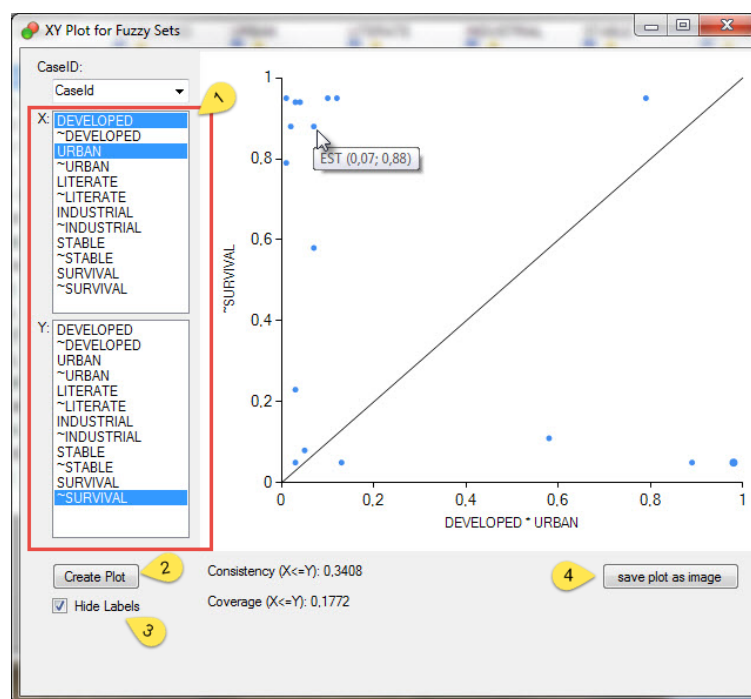 XY Plot for Fuzzy Sets
CaseID:
CaseId
1
X:
DEVELOPED
~DEVELOPED
URBAN
~URBAN
LITERATE
~LITERATE
INDUSTRIAL
~INDUSTRIAL
STABLE
~STABLE
SURVIVAL
~SURVIVAL
Y:
DEVELOPED
~DEVELOPED
URBAN
~URBAN
LITERATE
~LITERATE
INDUSTRIAL
~INDUSTRIAL
STABLE
~STABLE
SURVIVAL
~SURVIVAL
~SURVIVAL
1
0,8
0,6
0,4
0,2
0
EST (0,07; 0,88)
0
0,2
0,4
0,6
0,8
1
DEVELOPED * URBAN
Create Plot
2
Hide Labels
3
Consistency (X<=Y): 0,3408
Coverage (X<=Y): 0,1772
4
save plot as image